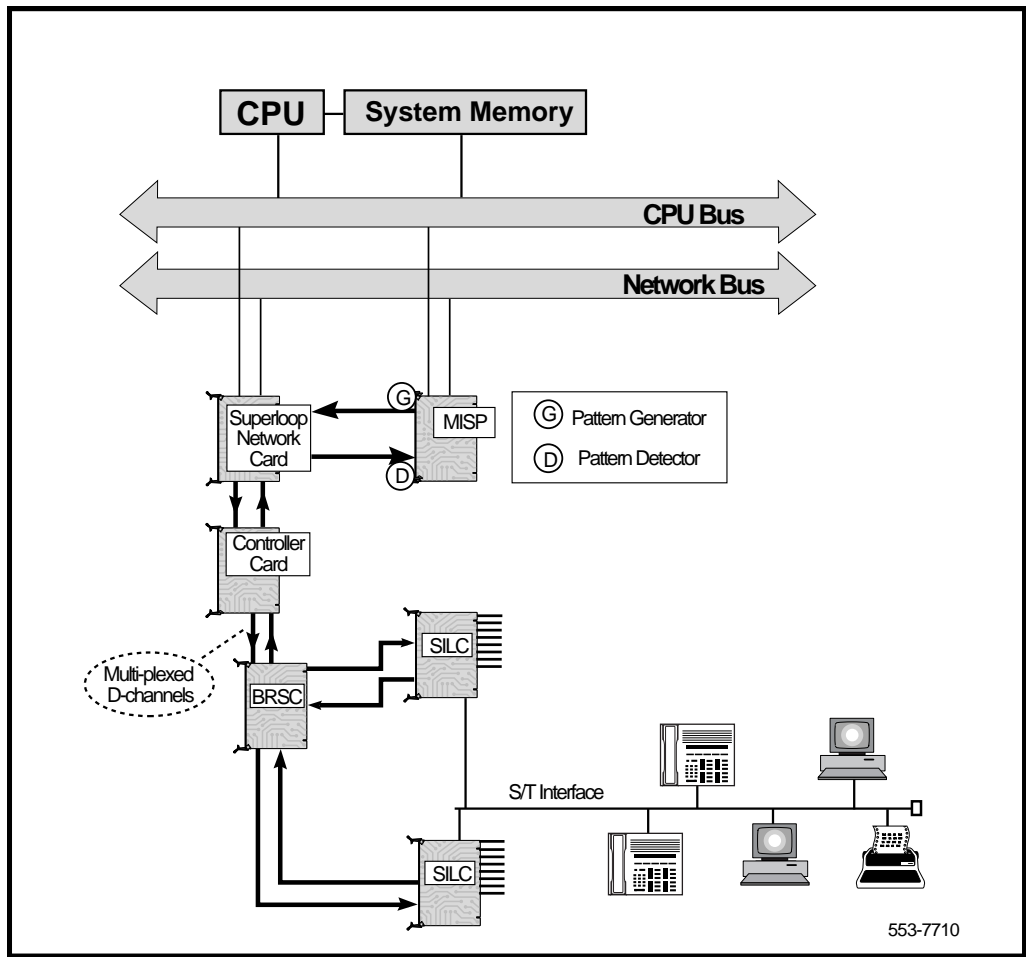 CPU
System Memory
CPU Bus
Network Bus
G
Superloop
Network
Card
MISP
D
G Pattern Generator
D Pattern Detector
Controller
Card
Multi-plexed
D-channels
SILC
BRSC
S/T Interface
SILC
553-7710